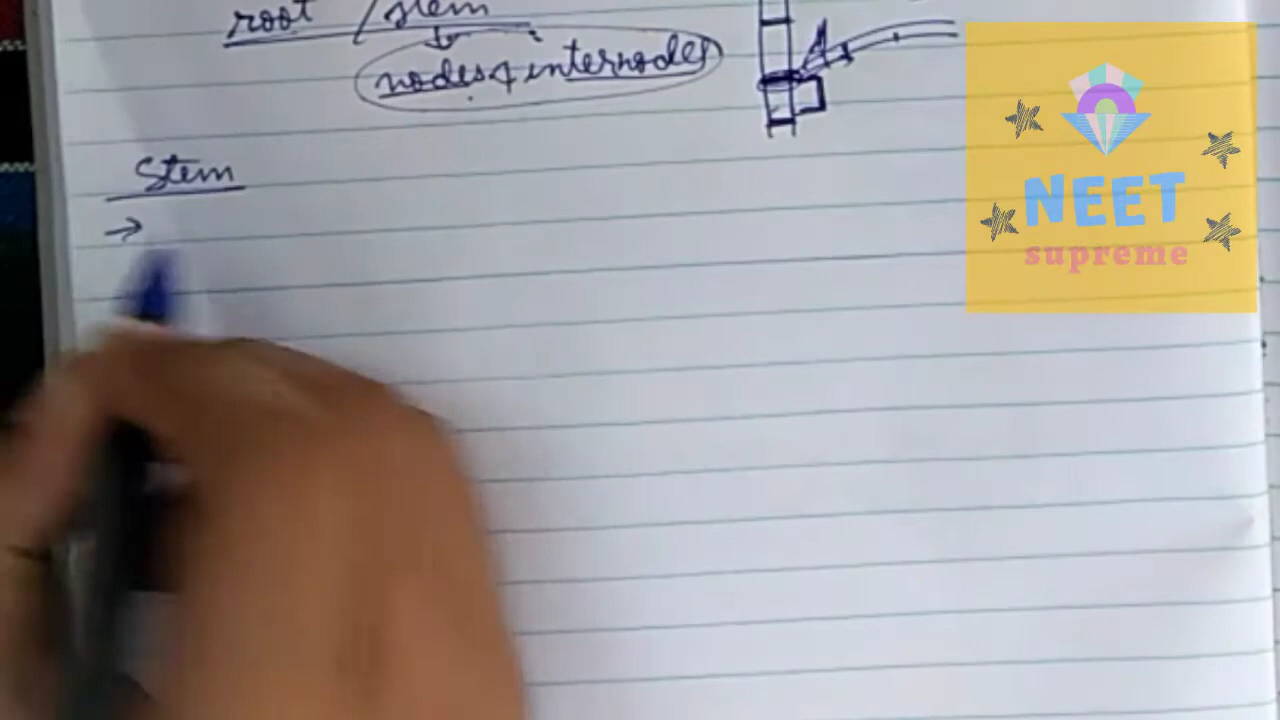 root / stem
nodes & internodes
Stem
→
NEET
supreme